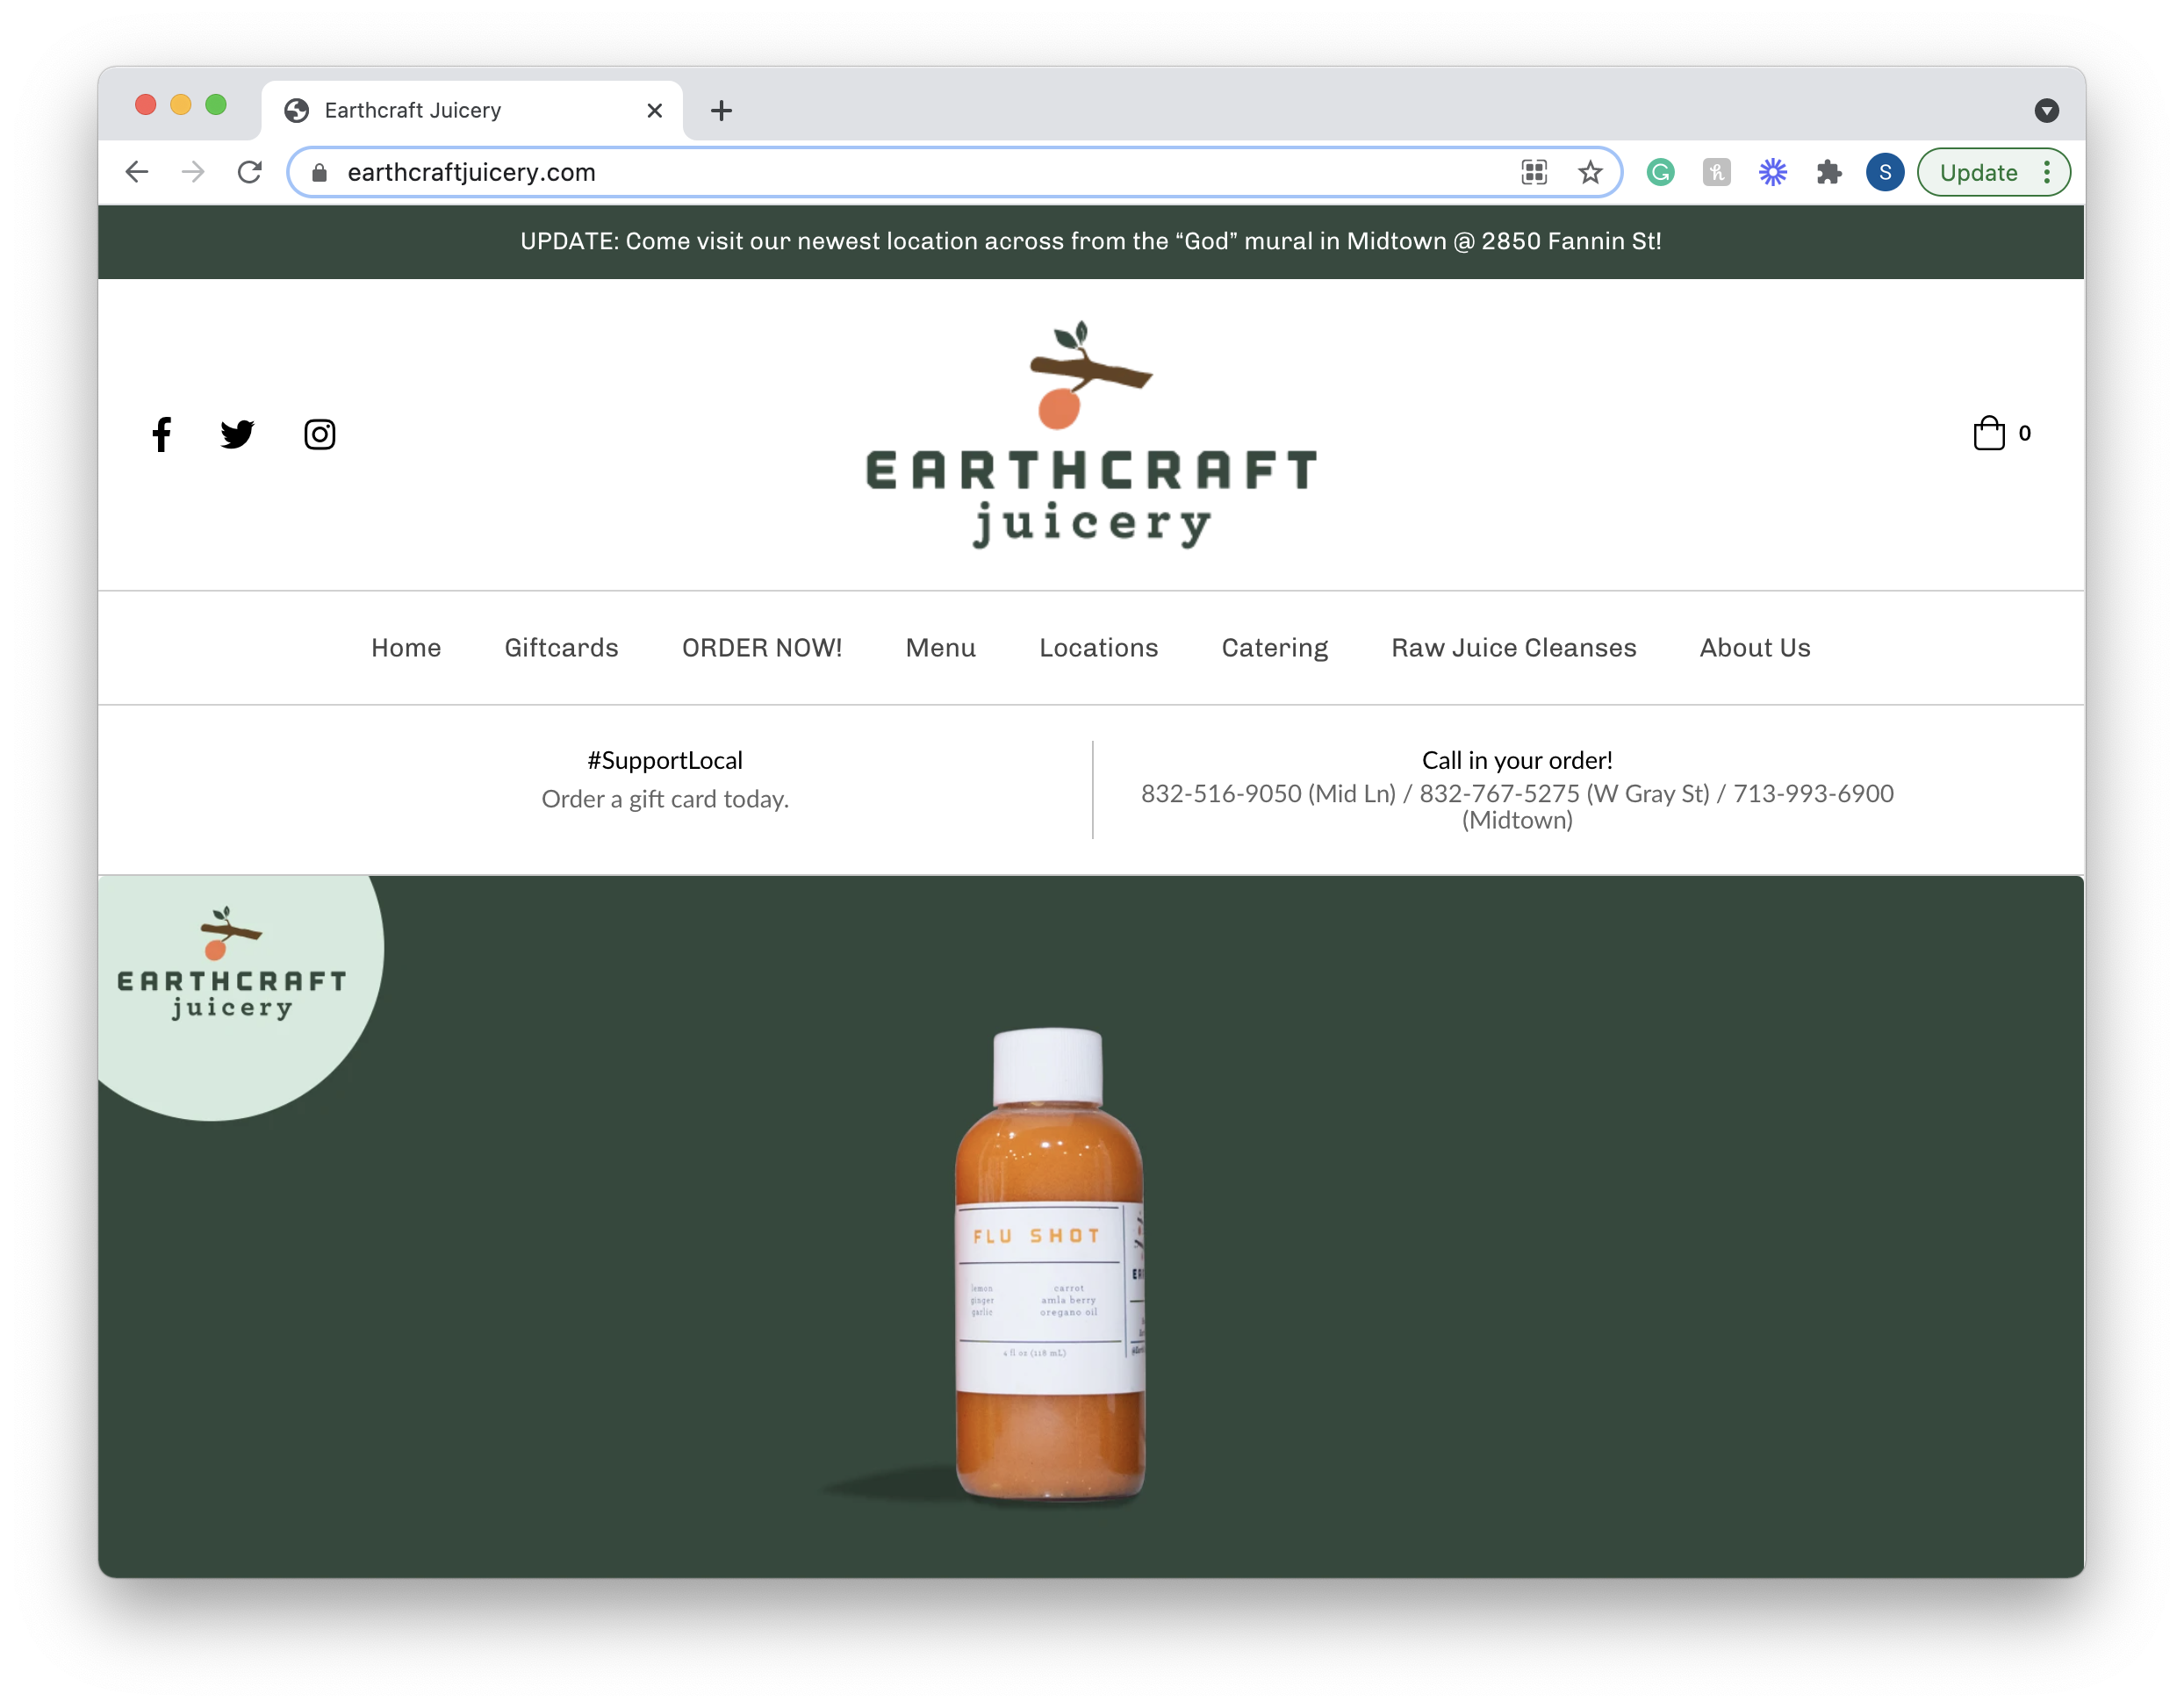 Earthcraft Juicery
earthcraftjuicery.com
S
Update
UPDATE: Come visit our newest location across from the “God” mural in Midtown @ 2850 Fannin St!
EARTHCRAFT
juicery
0
Home Giftcards ORDER NOW! Menu Locations Catering Raw Juice Cleanses About Us
#SupportLocal
Order a gift card today.
Call in your order!
832-516-9050 (Mid Ln) / 832-767-5275 (W Gray St) / 713-993-6900
(Midtown)
EARTHCRAFT
juicery
FLU SHOT
lemon carrot
ginger amla berry
garlic oregano oil
4 fl oz (118 mL)